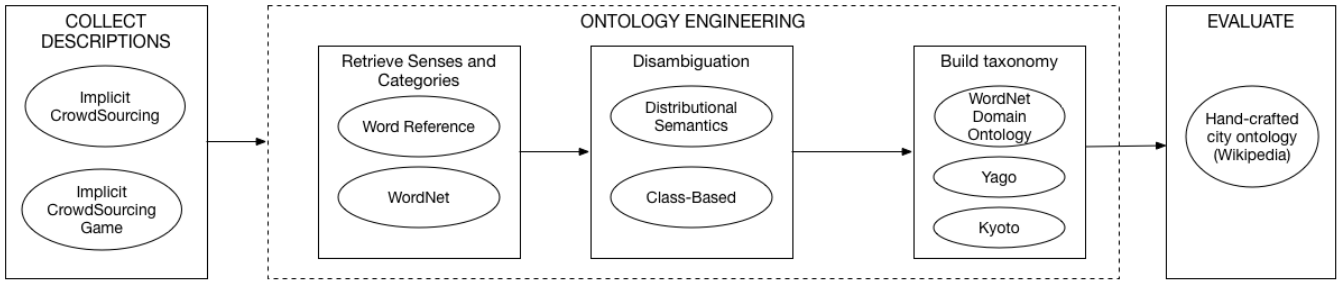 COLLECT
DESCRIPTIONS
Implicit
CrowdSourcing
Implicit
CrowdSourcing
Game
ONTOLOGY ENGINEERING
Retrieve Senses and
Categories
Word Reference
WordNet
Disambiguation
Distributional
Semantics
Class-Based
Build taxonomy
WordNet
Domain
Ontology
Yago
Kyoto
EVALUATE
Hand-crafted
city ontology
(Wikipedia)